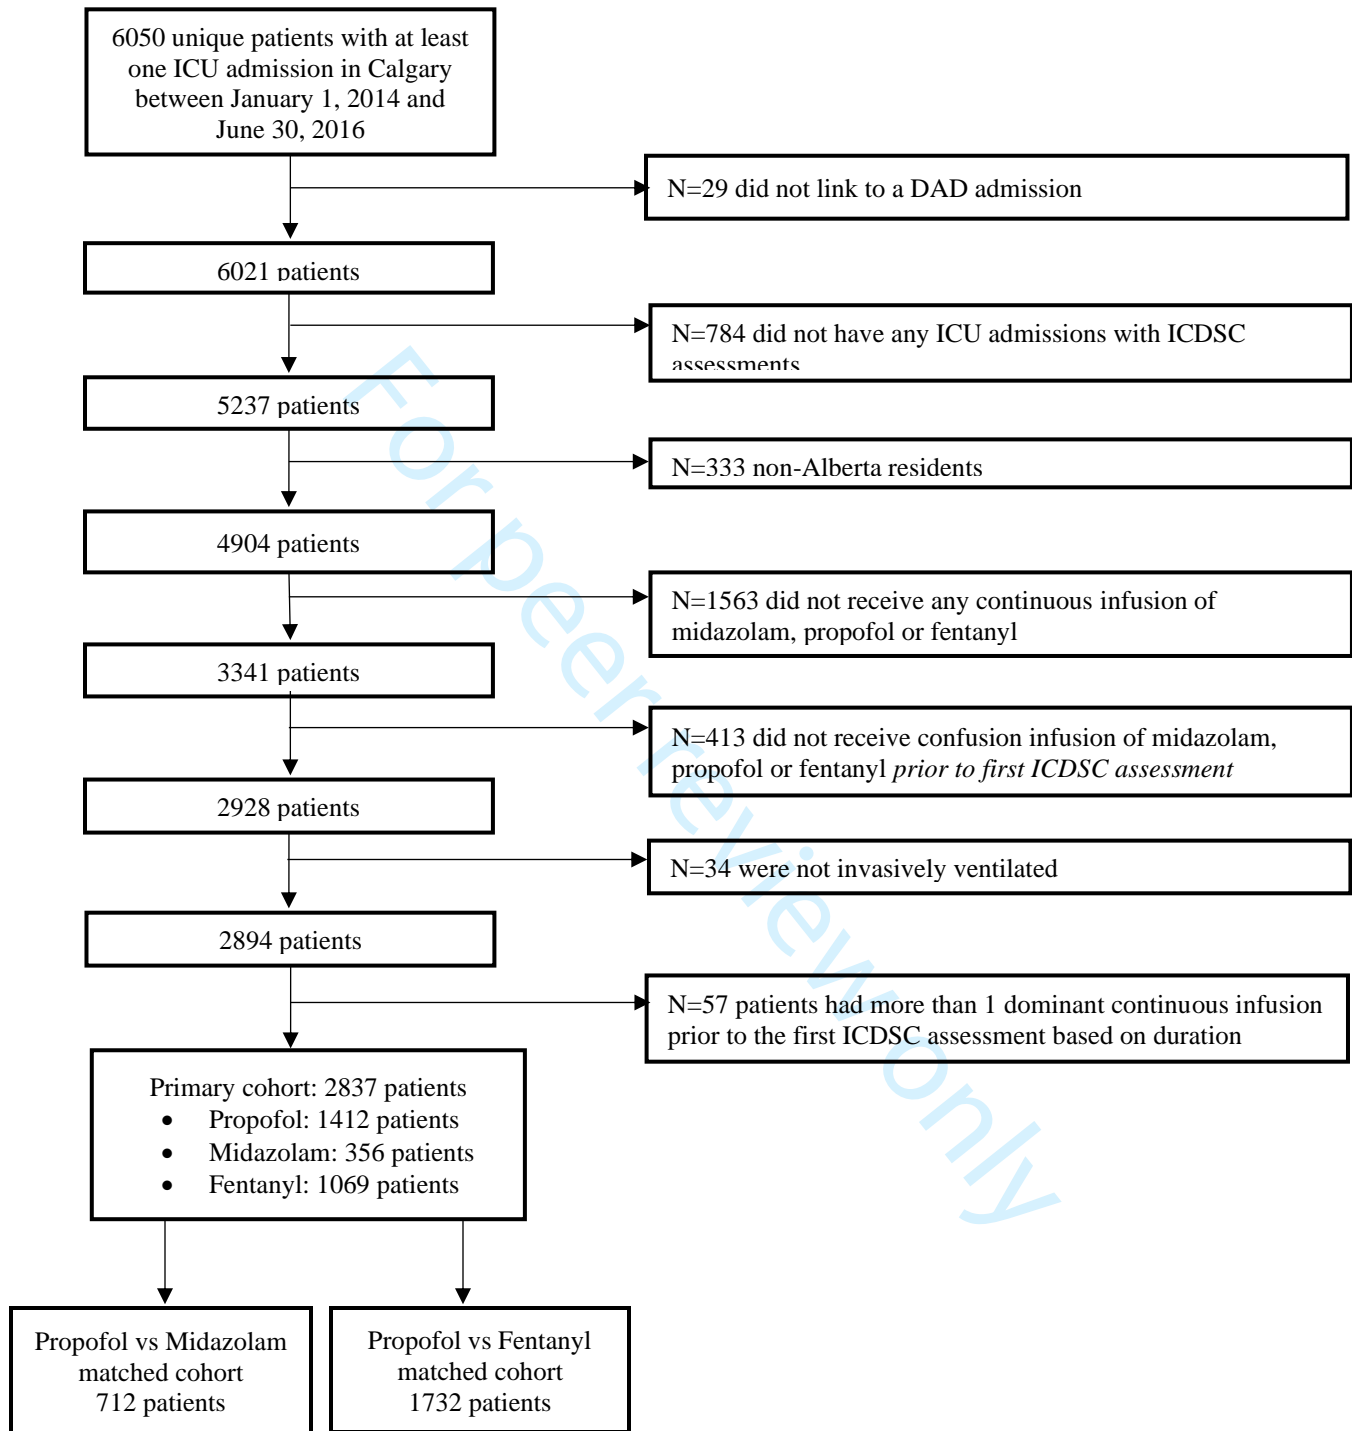 6050 unique patients with at least
one ICU admission in Calgary
between January 1, 2014 and
June 30, 2016
N=29 did not link to a DAD admission
6021 patients
N=784 did not have any ICU admissions with ICDSC
assessments
5237 patients
N=333 non-Alberta residents
4904 patients
N=1563 did not receive any continuous infusion of
midazolam, propofol or fentanyl
3341 patients
N=413 did not receive confusion infusion of midazolam,
propofol or fentanyl prior to first ICDSC assessment
2928 patients
N=34 were not invasively ventilated
2894 patients
N=57 patients had more than 1 dominant continuous infusion
prior to the first ICDSC assessment based on duration
Primary cohort: 2837 patients
• Propofol: 1412 patients
• Midazolam: 356 patients
• Fentanyl: 1069 patients
Propofol vs Midazolam
matched cohort
712 patients
Propofol vs Fentanyl
matched cohort
1732 patients
For peer review only